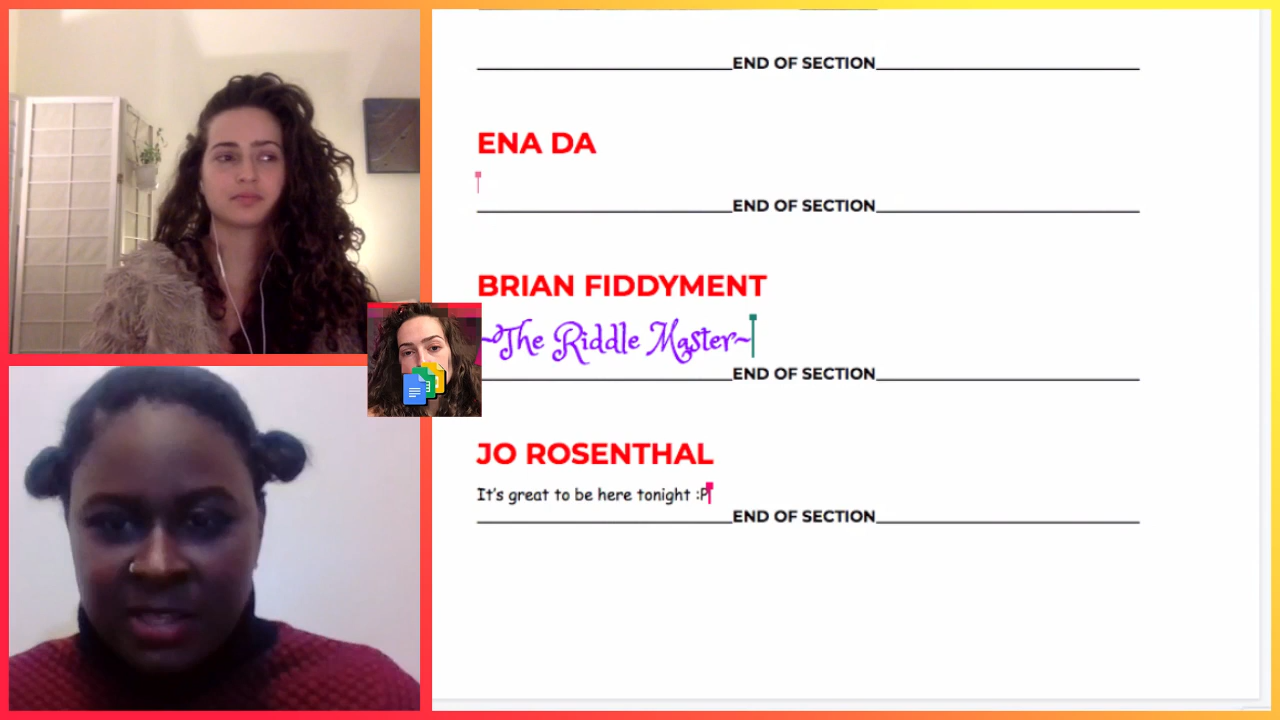 END OF SECTION
ENA DA
END OF SECTION
BRIAN FIDDYMENT
~The Riddle Master~
END OF SECTION
JO ROSENTHAL
It's great to be here tonight :P
END OF SECTION